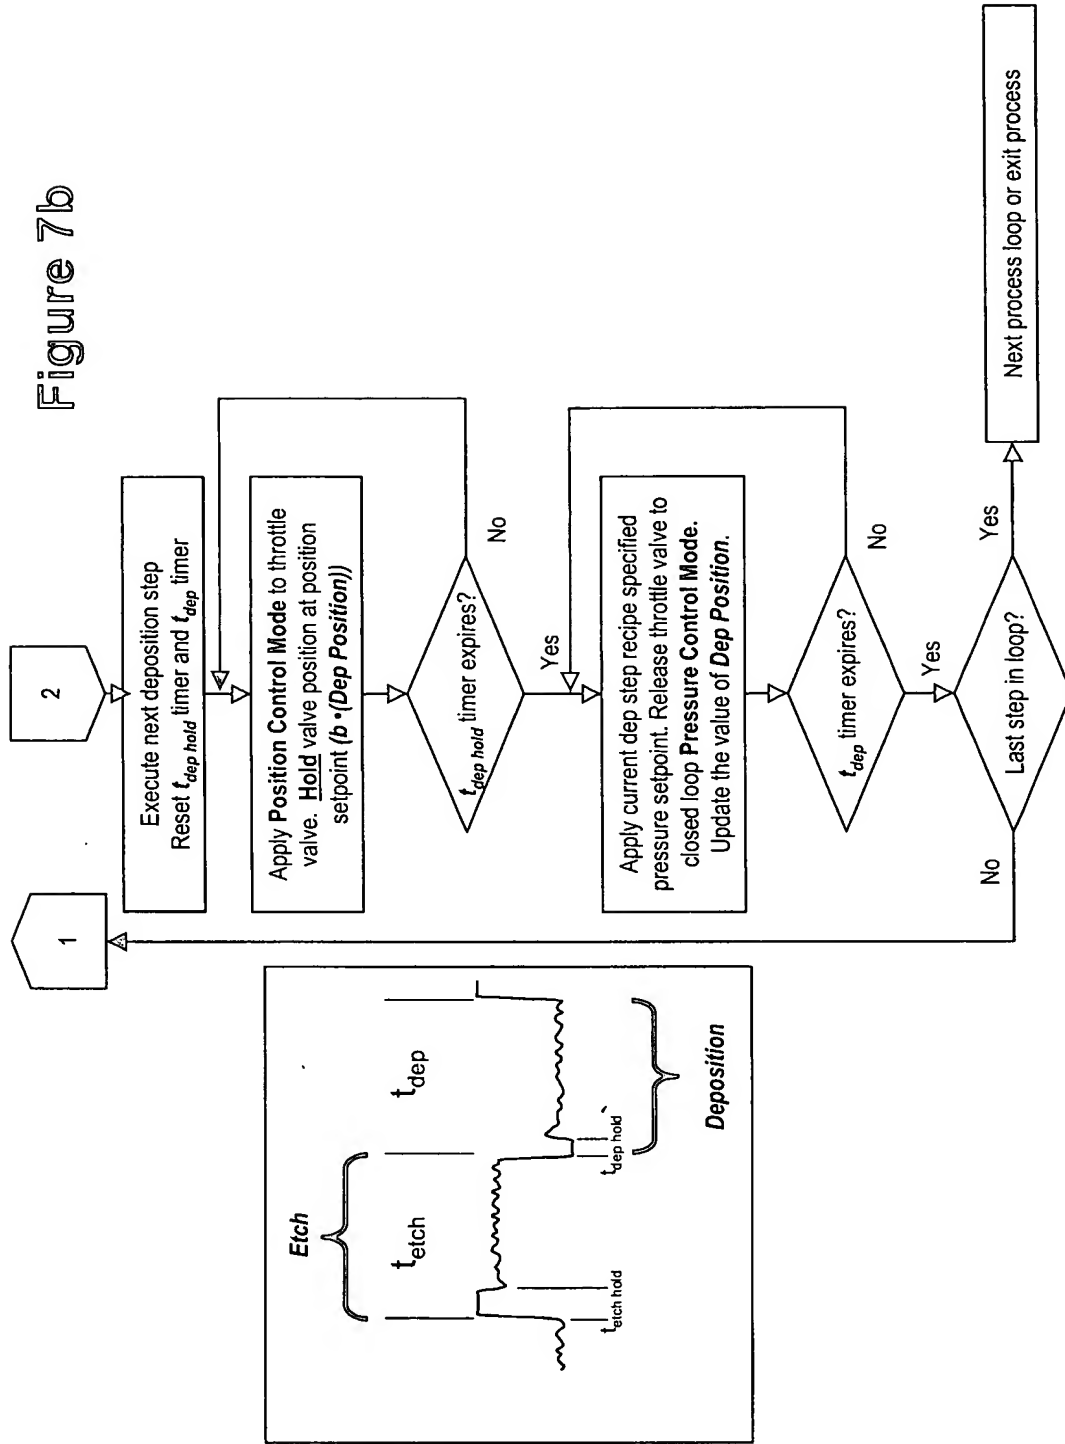 Figure 7b
2
Execute next deposition step
Reset t_dep hold timer and t_dep timer
Apply Position Control Mode to throttle
valve. Hold valve position at position
setpoint (b •(Dep Position))
t_dep hold timer expires?
No
Yes
Apply current dep step recipe specified
pressure setpoint. Release throttle valve to
closed loop Pressure Control Mode.
Update the value of Dep Position.
t_dep timer expires?
No
Yes
Last step in loop?
No
Yes
Next process loop or exit process
1
Etch
t_etch
t_dep
t_etch hold
t_dep hold
Deposition